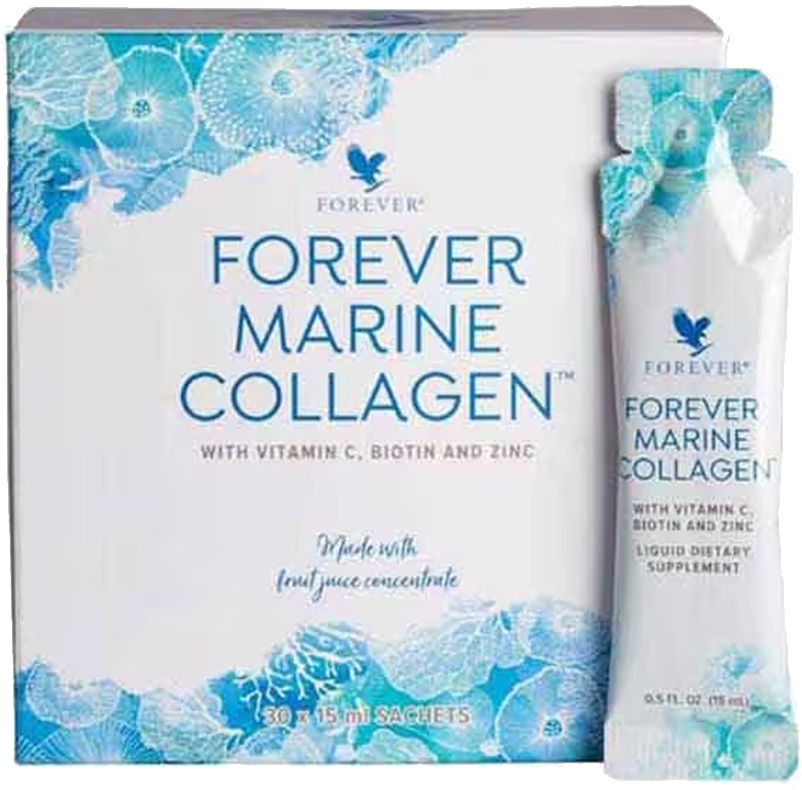 FOREVER®
FOREVER
MARINE
COLLAGEN™
WITH VITAMIN C, BIOTIN AND ZINC
Made with
fruit juice concentrate
30 x 15 ml SACHETS
FOREVER®
FOREVER
MARINE
COLLAGEN™
WITH VITAMIN C,
BIOTIN AND ZINC
LIQUID DIETARY
SUPPLEMENT
0.5 FL. OZ. (15 mL)